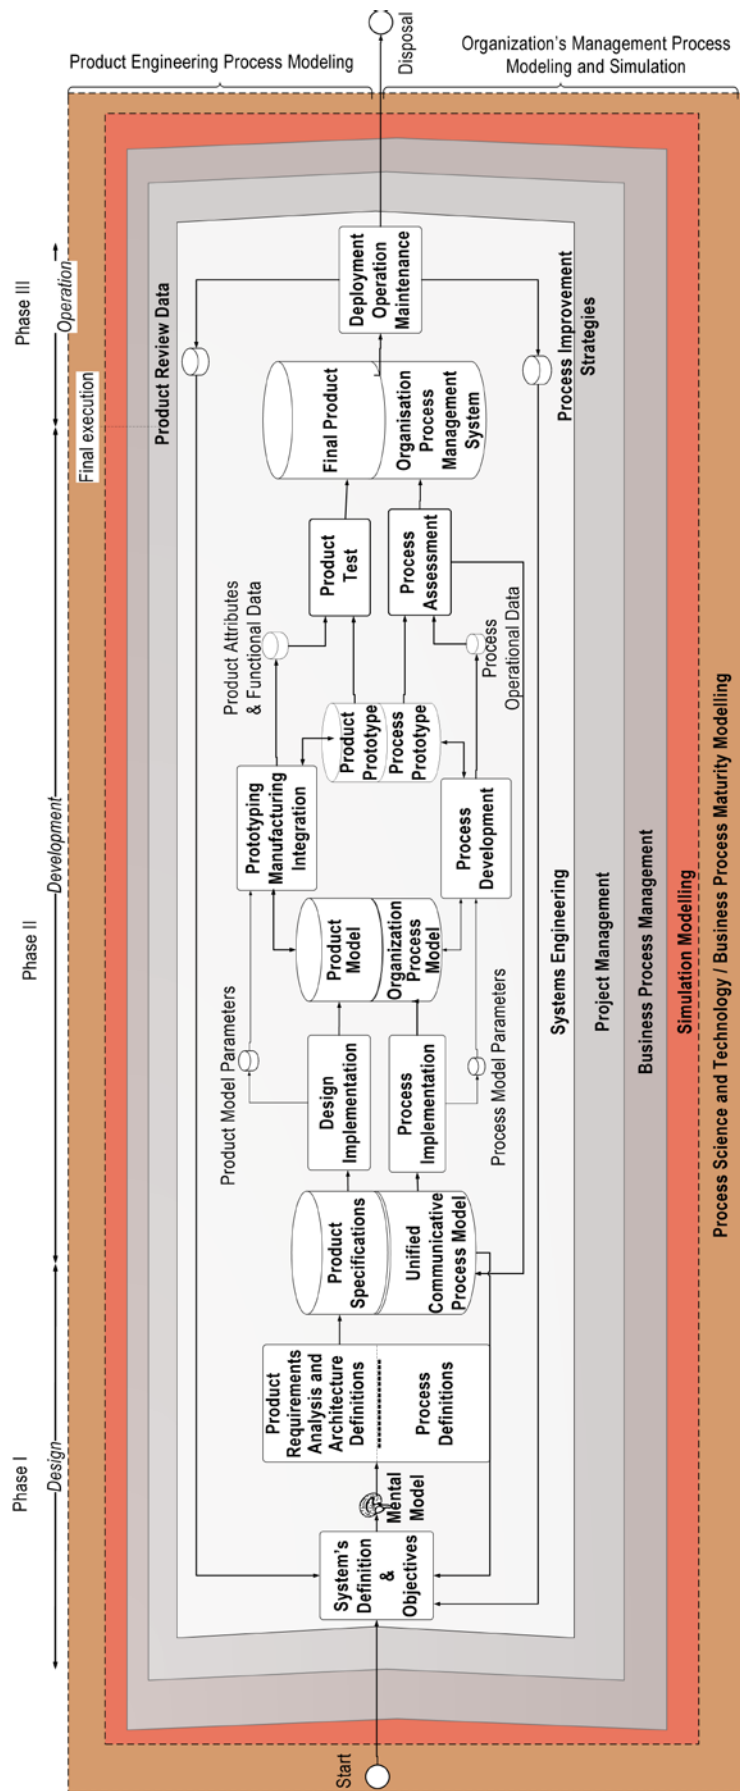 Product Engineering Process Modeling
Organization's Management Process
Modeling and Simulation
Phase I
Design
Phase II
Development
Phase III
Operation
Final execution
Start
System's
Definition
&
Objectives
Mental
Model
Product
Requirements
Analysis and
Architecture
Definitions
Process
Definitions
Product
Specifications
Unified
Communicative
Process Model
Design
Implementation
Process
Implementation
Product Model Parameters
Process Model Parameters
Product
Model
Organization
Process Model
Prototyping
Manufacturing
Integration
Process
Development
Product
Prototype
Process
Prototype
Product Attributes
& Functional Data
Process
Operational Data
Product
Test
Process
Assessment
Final Product
Organisation
Process
Management
System
Deployment
Operation
Maintenance
Product Review Data
Process Improvement
Strategies
Disposal
Systems Engineering
Project Management
Business Process Management
Simulation Modelling
Process Science and Technology / Business Process Maturity Modelling